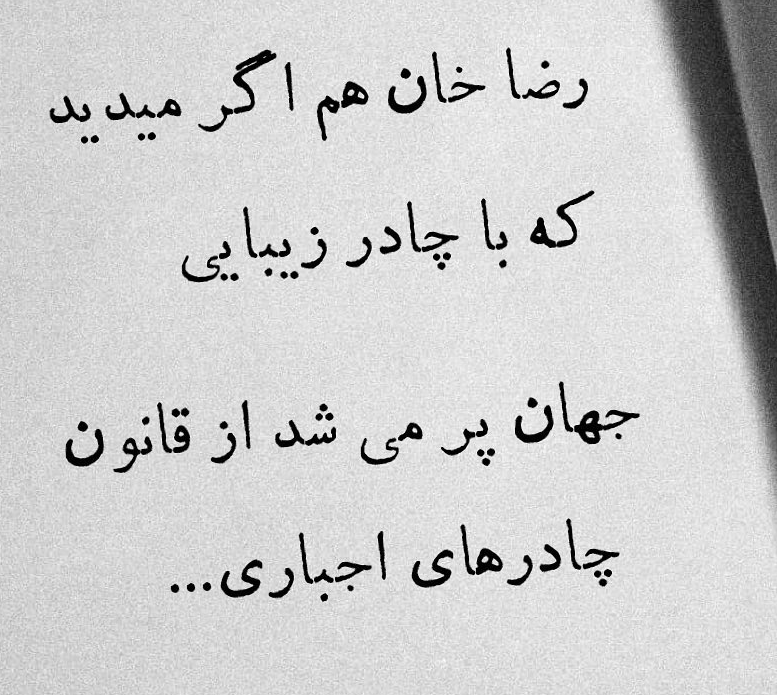 رضا خان هم اگر میدید
که با چادر زیبایی
جهان پر می شد از قانون
چادرهای اجباری...